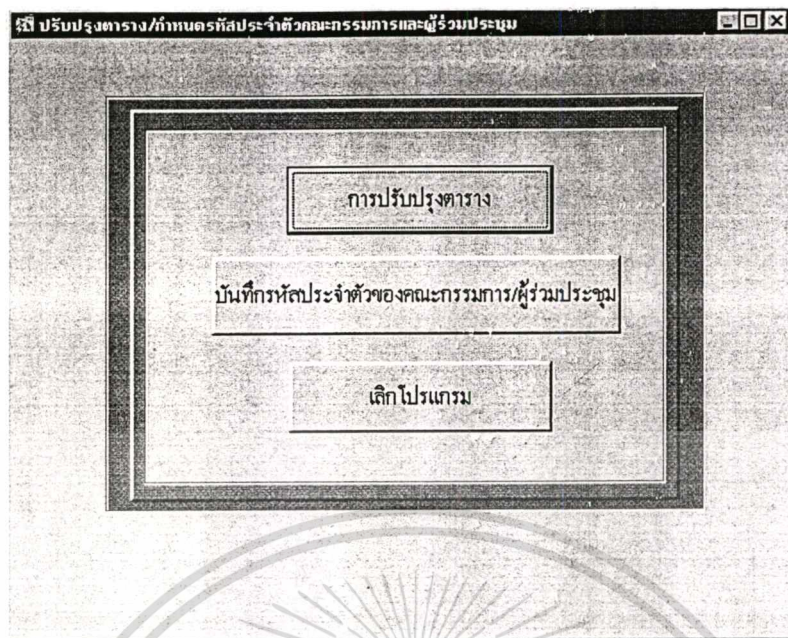 ปรับปรุงตาราง/กำหนดรหัสประจำตัวคณะกรรมการและผู้ร่วมประชุม
การปรับปรุงตาราง
บันทึกรหัสประจำตัวของคณะกรรมการ/ผู้ร่วมประชุม
เลิกโปรแกรม